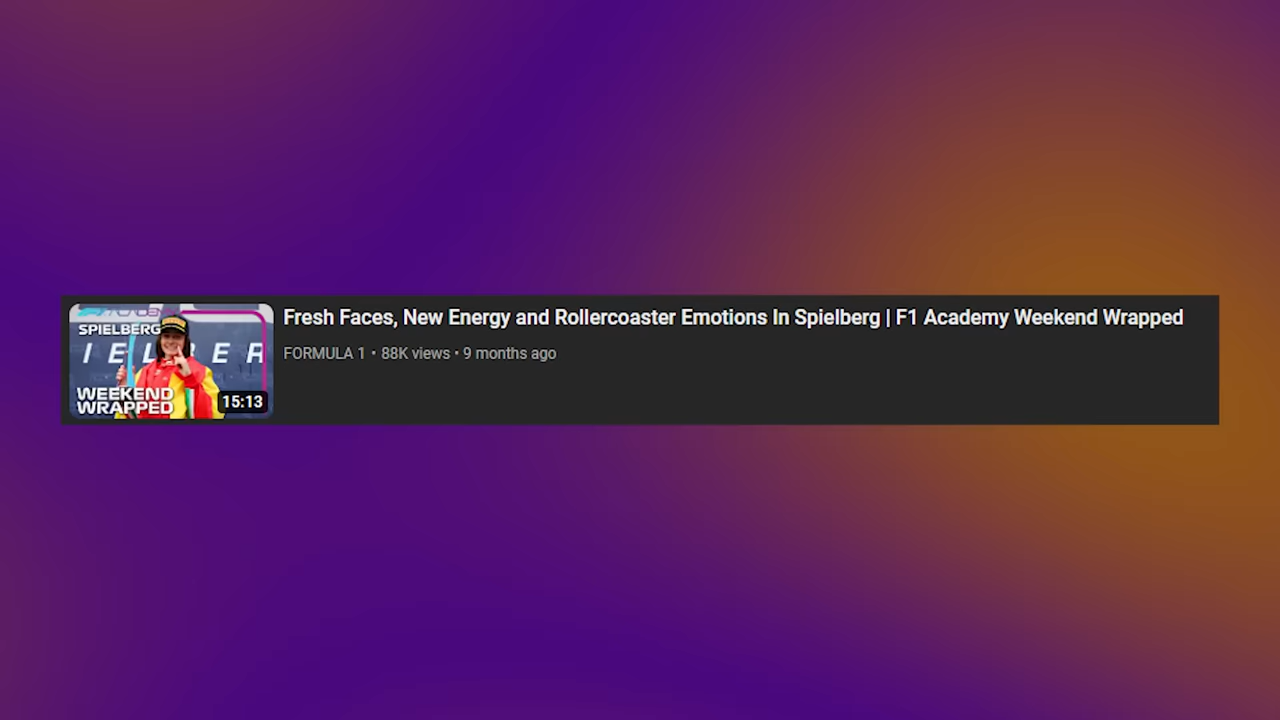 SPIELBERG
WEEKEND
WRAPPED
15:13
Fresh Faces, New Energy and Rollercoaster Emotions In Spielberg | F1 Academy Weekend Wrapped
FORMULA 1 • 88K views • 9 months ago